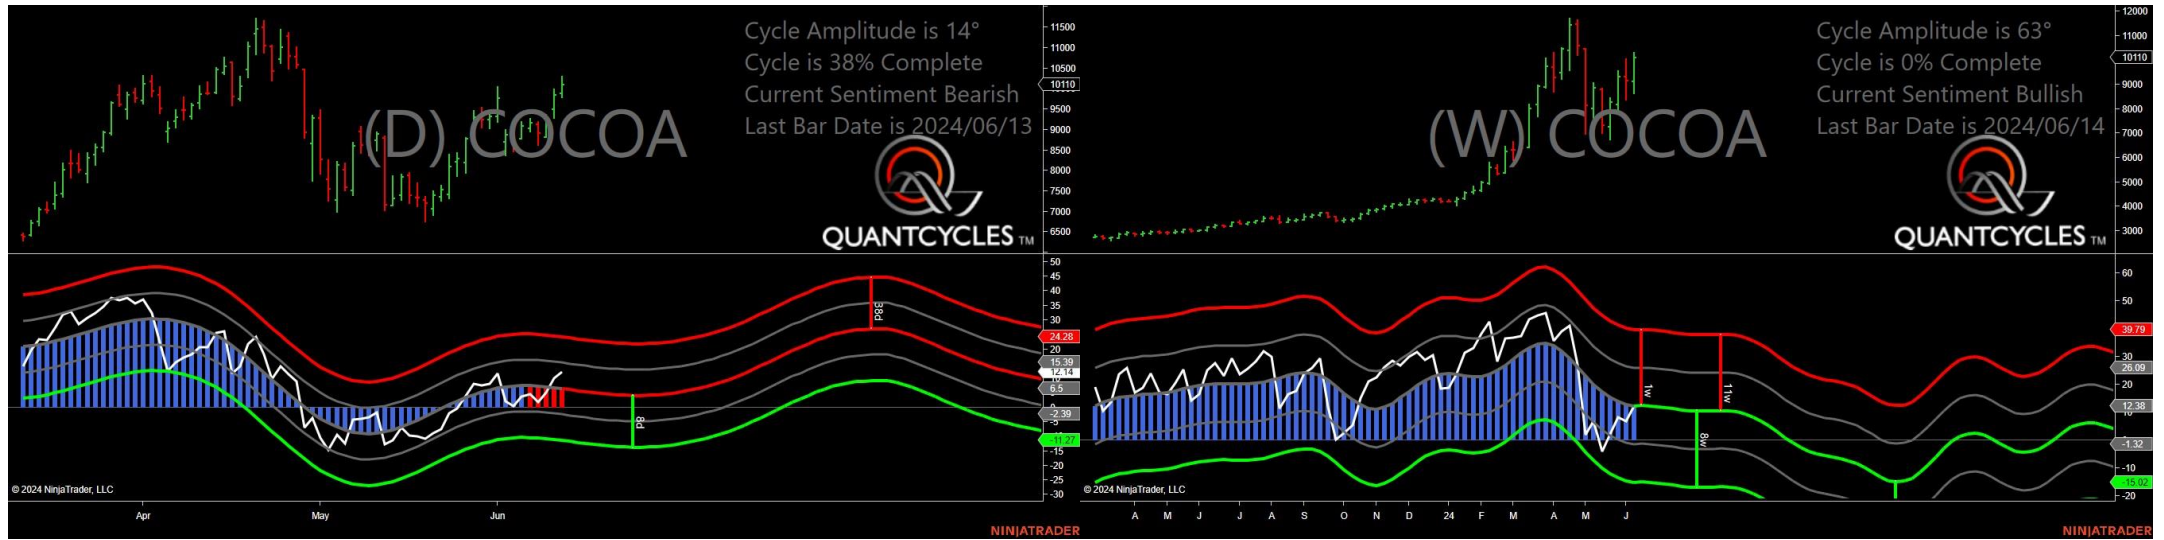 Cycle Amplitude is 14°
Cycle is 38% Complete
Current Sentiment Bearish
Last Bar Date is 2024/06/13
(D) COCOA
QUANTCYCLES TM
11500
11000
10500
10110
9500
9000
8500
8000
7500
7000
6500
50
45
40
35
30
24.28
20
15.39
12.14
6.5
-2.39
-5
-11.27
-15
-20
-25
-30
38d
8d
© 2024 NinjaTrader, LLC
Apr May Jun
NINJATRADER
Cycle Amplitude is 63°
Cycle is 0% Complete
Current Sentiment Bullish
Last Bar Date is 2024/06/14
(W) COCOA
QUANTCYCLES TM
12000
11000
10110
9000
8000
7000
6000
5000
4000
3000
60
50
39.79
30
26.09
20
12.38
-1.32
-10
-15.02
-20
1w
11w
8w
© 2024 NinjaTrader, LLC
A M J J A S O N D 24 F M A M J
NINJATRADER